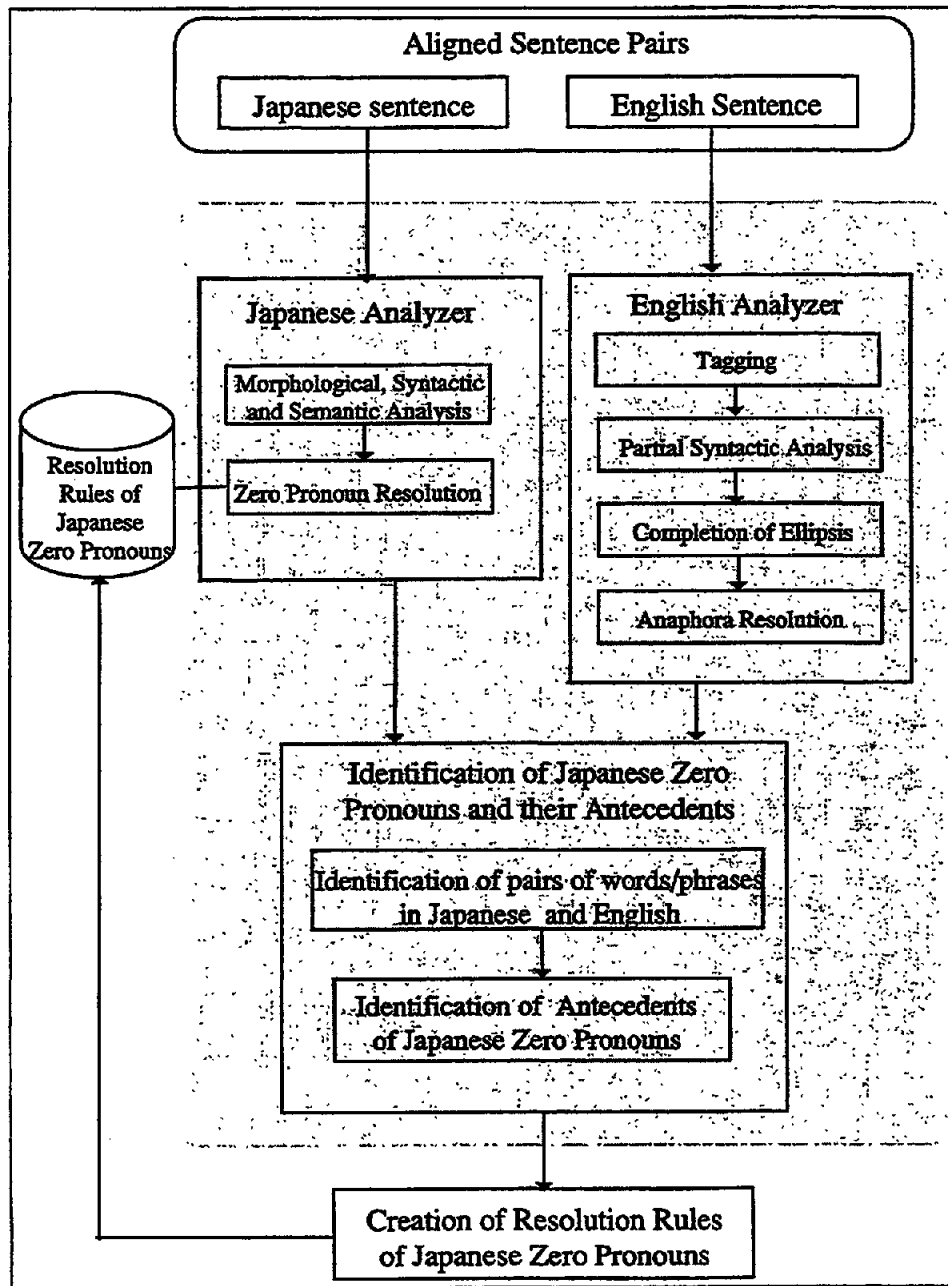 Aligned Sentence Pairs
Japanese sentence
English Sentence
Japanese Analyzer
Morphological, Syntactic
and Semantic Analysis
Zero Pronoun Resolution
Resolution
Rules of
Japanese
Zero Pronouns
English Analyzer
Tagging
Partial Syntactic Analysis
Completion of Ellipsis
Anaphora Resolution
Identification of Japanese Zero
Pronouns and their Antecedents
Identification of pairs of words/phrases
in Japanese and English
Identification of Antecedents
of Japanese Zero Pronouns
Creation of Resolution Rules
of Japanese Zero Pronouns